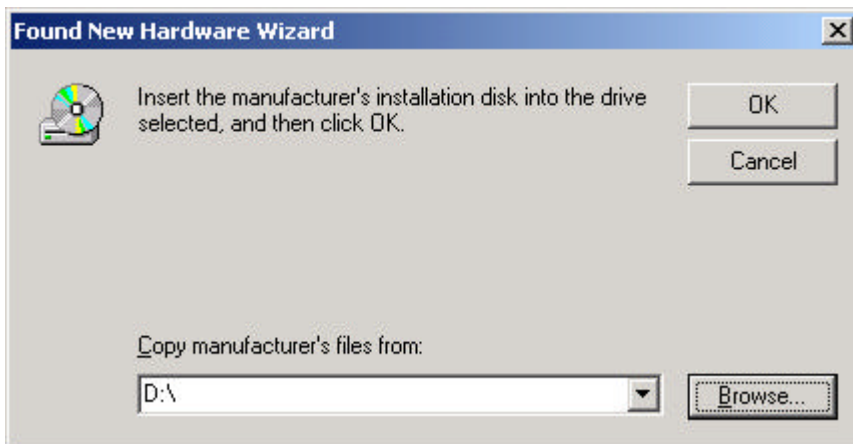 Found New Hardware Wizard
Insert the manufacturer's installation disk into the drive
selected, and then click OK.
OK
Cancel
Copy manufacturer's files from:
D:\
Browse...